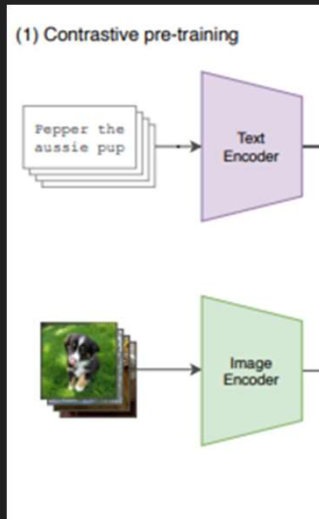 (1) Contrastive pre-training
Pepper the
aussie pup
Text
Encoder
Image
Encoder